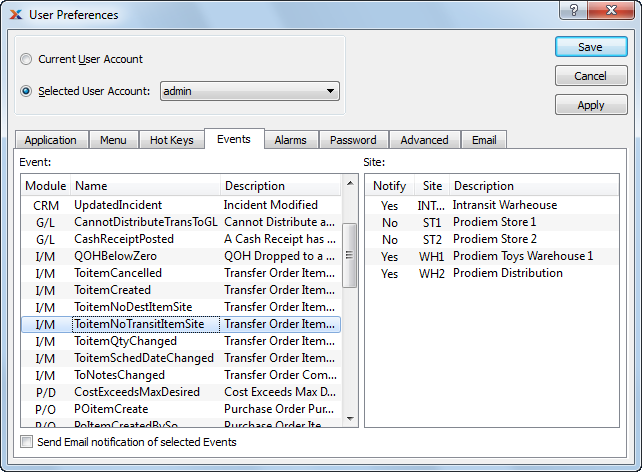 User Preferences
Current User Account
Selected User Account: admin
Save
Cancel
Apply
Application Menu Hot Keys Events Alarms Password Advanced Email
Event: Site:
Module Name Description Notify Site Description
CRM UpdatedIncident Incident Modified Yes INT... Intransit Warheouse
G/L CannotDistributeTransToGL Cannot Distribute a... No ST1 Prodiem Store 1
G/L CashReceiptPosted A Cash Receipt has ... No ST2 Prodiem Store 2
I/M QOHBelowZero QOH Dropped to a ... Yes WH1 Prodiem Toys Warehouse 1
I/M ToitemCancelled Transfer Order Item... Yes WH2 Prodiem Distribution
I/M ToitemCreated Transfer Order Item...
I/M ToitemNoDestItemSite Transfer Order Item...
I/M ToitemNoTransitItemSite Transfer Order Item...
I/M ToitemQtyChanged Transfer Order Item...
I/M ToitemSchedDateChanged Transfer Order Item...
I/M ToNotesChanged Transfer Order Com...
P/D CostExceedsMaxDesired Cost Exceeds Max D...
P/O POitemCreate Purchase Order Pur...
P/O PoItemCreatedBySo Purchase Order Ite...
Send Email notification of selected Events